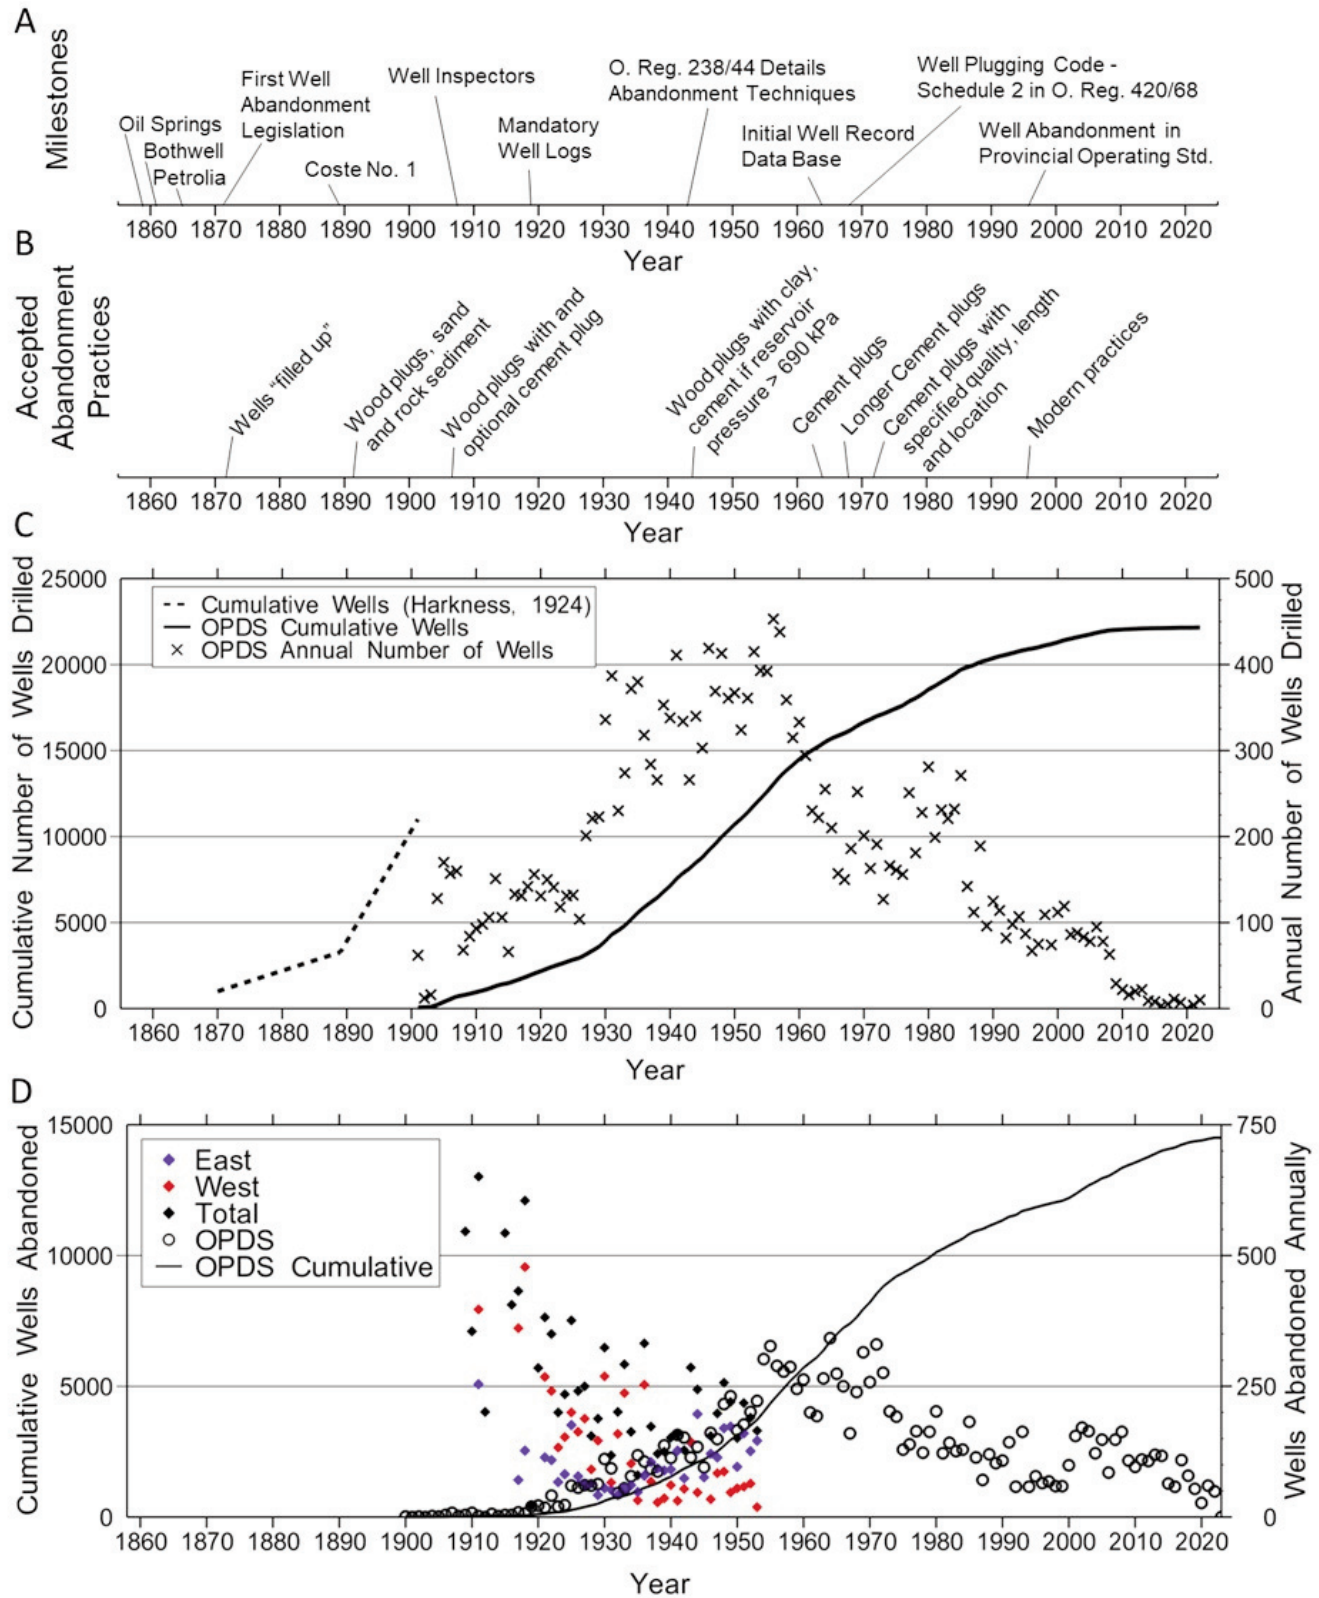 A
Milestones
Oil Springs
Bothwell
Petrolia
First Well
Abandonment
Legislation
Coste No. 1
Well Inspectors
Mandatory
Well Logs
O. Reg. 238/44 Details
Abandonment Techniques
Initial Well Record
Data Base
Well Plugging Code -
Schedule 2 in O. Reg. 420/68
Well Abandonment in
Provincial Operating Std.
1860 1870 1880 1890 1900 1910 1920 1930 1940 1950 1960 1970 1980 1990 2000 2010 2020
Year
B
Accepted
Abandonment
Practices
Wells “filled up”
Wood plugs, sand
and rock sediment
Wood plugs with and
optional cement plug
Wood plugs with clay,
cement if reservoir
pressure > 690 kPa
Cement plugs
Longer Cement plugs
Cement plugs with
specified quality, length
and location
Modern practices
1860 1870 1880 1890 1900 1910 1920 1930 1940 1950 1960 1970 1980 1990 2000 2010 2020
Year
C
Cumulative Number of Wells Drilled
25000
20000
15000
10000
5000
0
Cumulative Wells (Harkness, 1924)
OPDS Cumulative Wells
OPDS Annual Number of Wells
500
400
300
200
100
0
Annual Number of Wells Drilled
1860 1870 1880 1890 1900 1910 1920 1930 1940 1950 1960 1970 1980 1990 2000 2010 2020
Year
D
Cumulative Wells Abandoned
15000
10000
5000
0
East
West
Total
OPDS
OPDS Cumulative
750
500
250
0
Wells Abandoned Annually
1860 1870 1880 1890 1900 1910 1920 1930 1940 1950 1960 1970 1980 1990 2000 2010 2020
Year